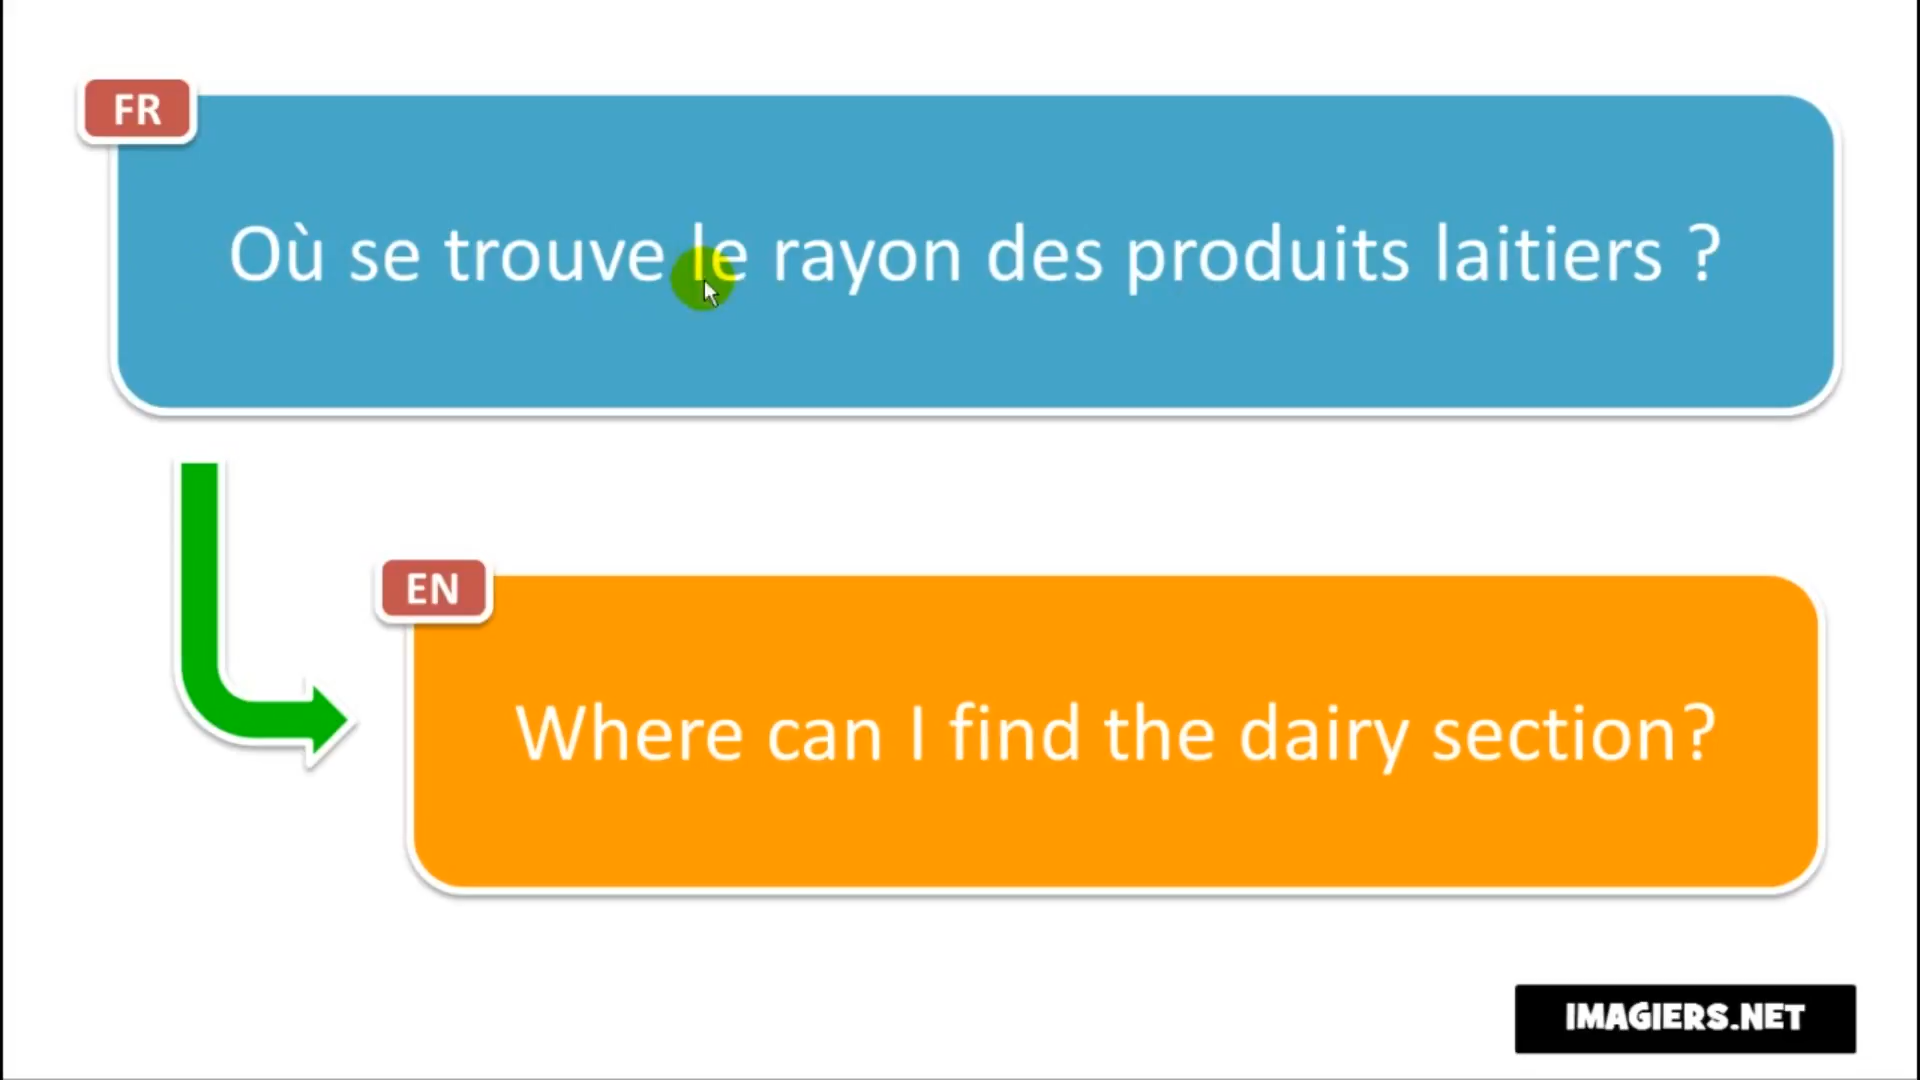 FR
Où se trouve le rayon des produits laitiers ?
EN
Where can I find the dairy section?
IMAGIERS.NET